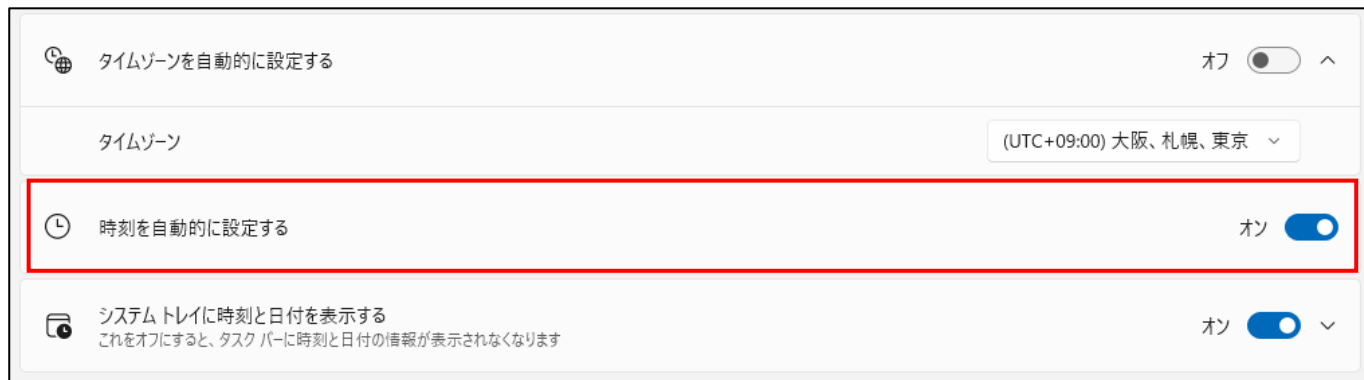 タイムゾーンを自動的に設定する
オフ
タイムゾーン
(UTC+09:00) 大阪、札幌、東京
時刻を自動的に設定する
オン
システム トレイに時刻と日付を表示する
これをオフにすると、タスク バーに時刻と日付の情報が表示されなくなります
オン